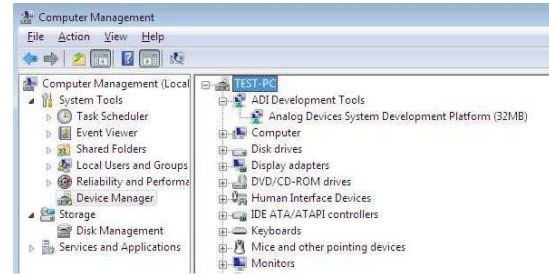 Computer Management
File Action View Help
Computer Management (Local
System Tools
Task Scheduler
Event Viewer
Shared Folders
Local Users and Groups
Reliability and Performa
Device Manager
Storage
Disk Management
Services and Applications
TEST-PC
ADI Development Tools
Analog Devices System Development Platform (32MB)
Computer
Disk drives
Display adapters
DVD/CD-ROM drives
Human Interface Devices
IDE ATA/ATAPI controllers
Keyboards
Mice and other pointing devices
Monitors